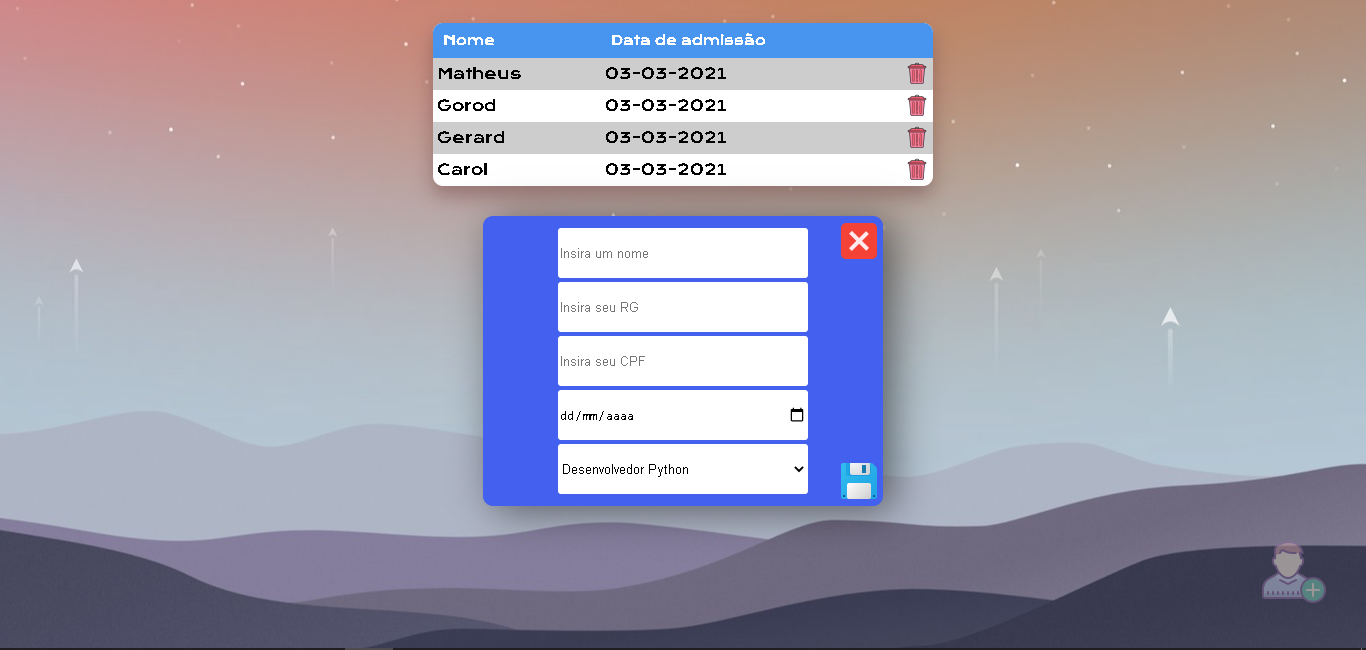 Nome Data de admissão
Matheus 03-03-2021
Gorod 03-03-2021
Gerard 03-03-2021
Carol 03-03-2021
Insira um nome
Insira seu RG
Insira seu CPF
dd/mm/aaaa
Desenvolvedor Python